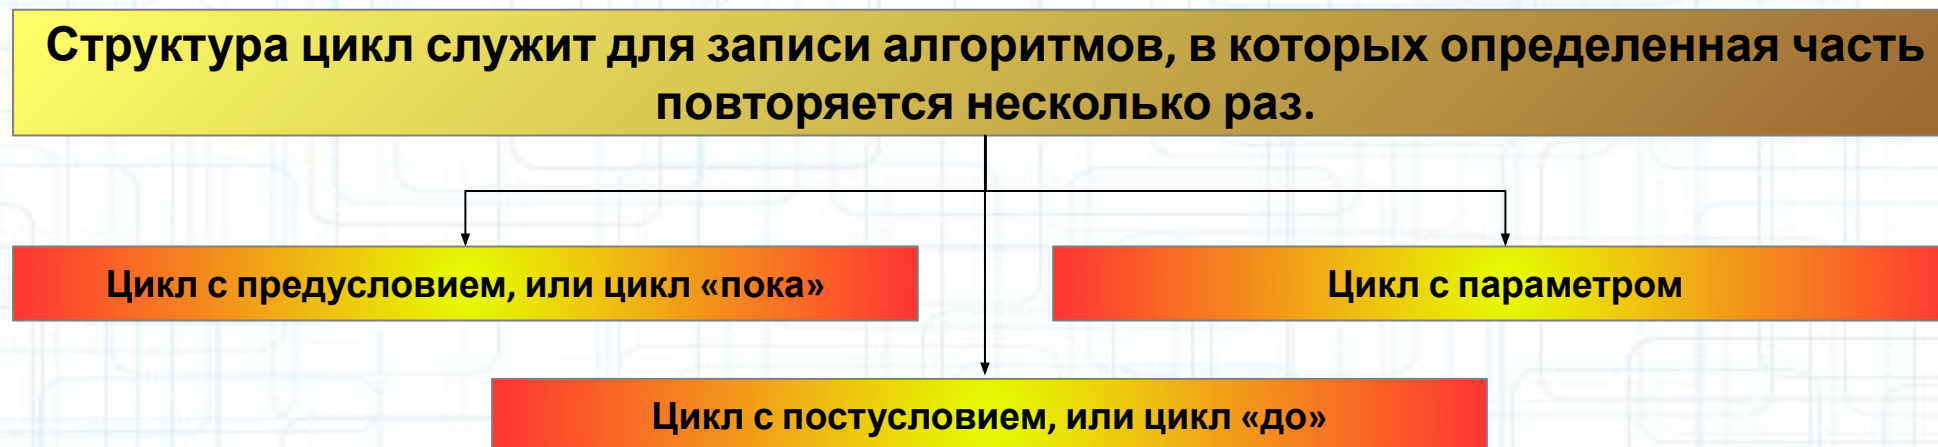 Структура цикл служит для записи алгоритмов, в которых определенная часть
повторяется несколько раз.
Цикл с предусловием, или цикл «пока»
Цикл с параметром
Цикл с постусловием, или цикл «до»